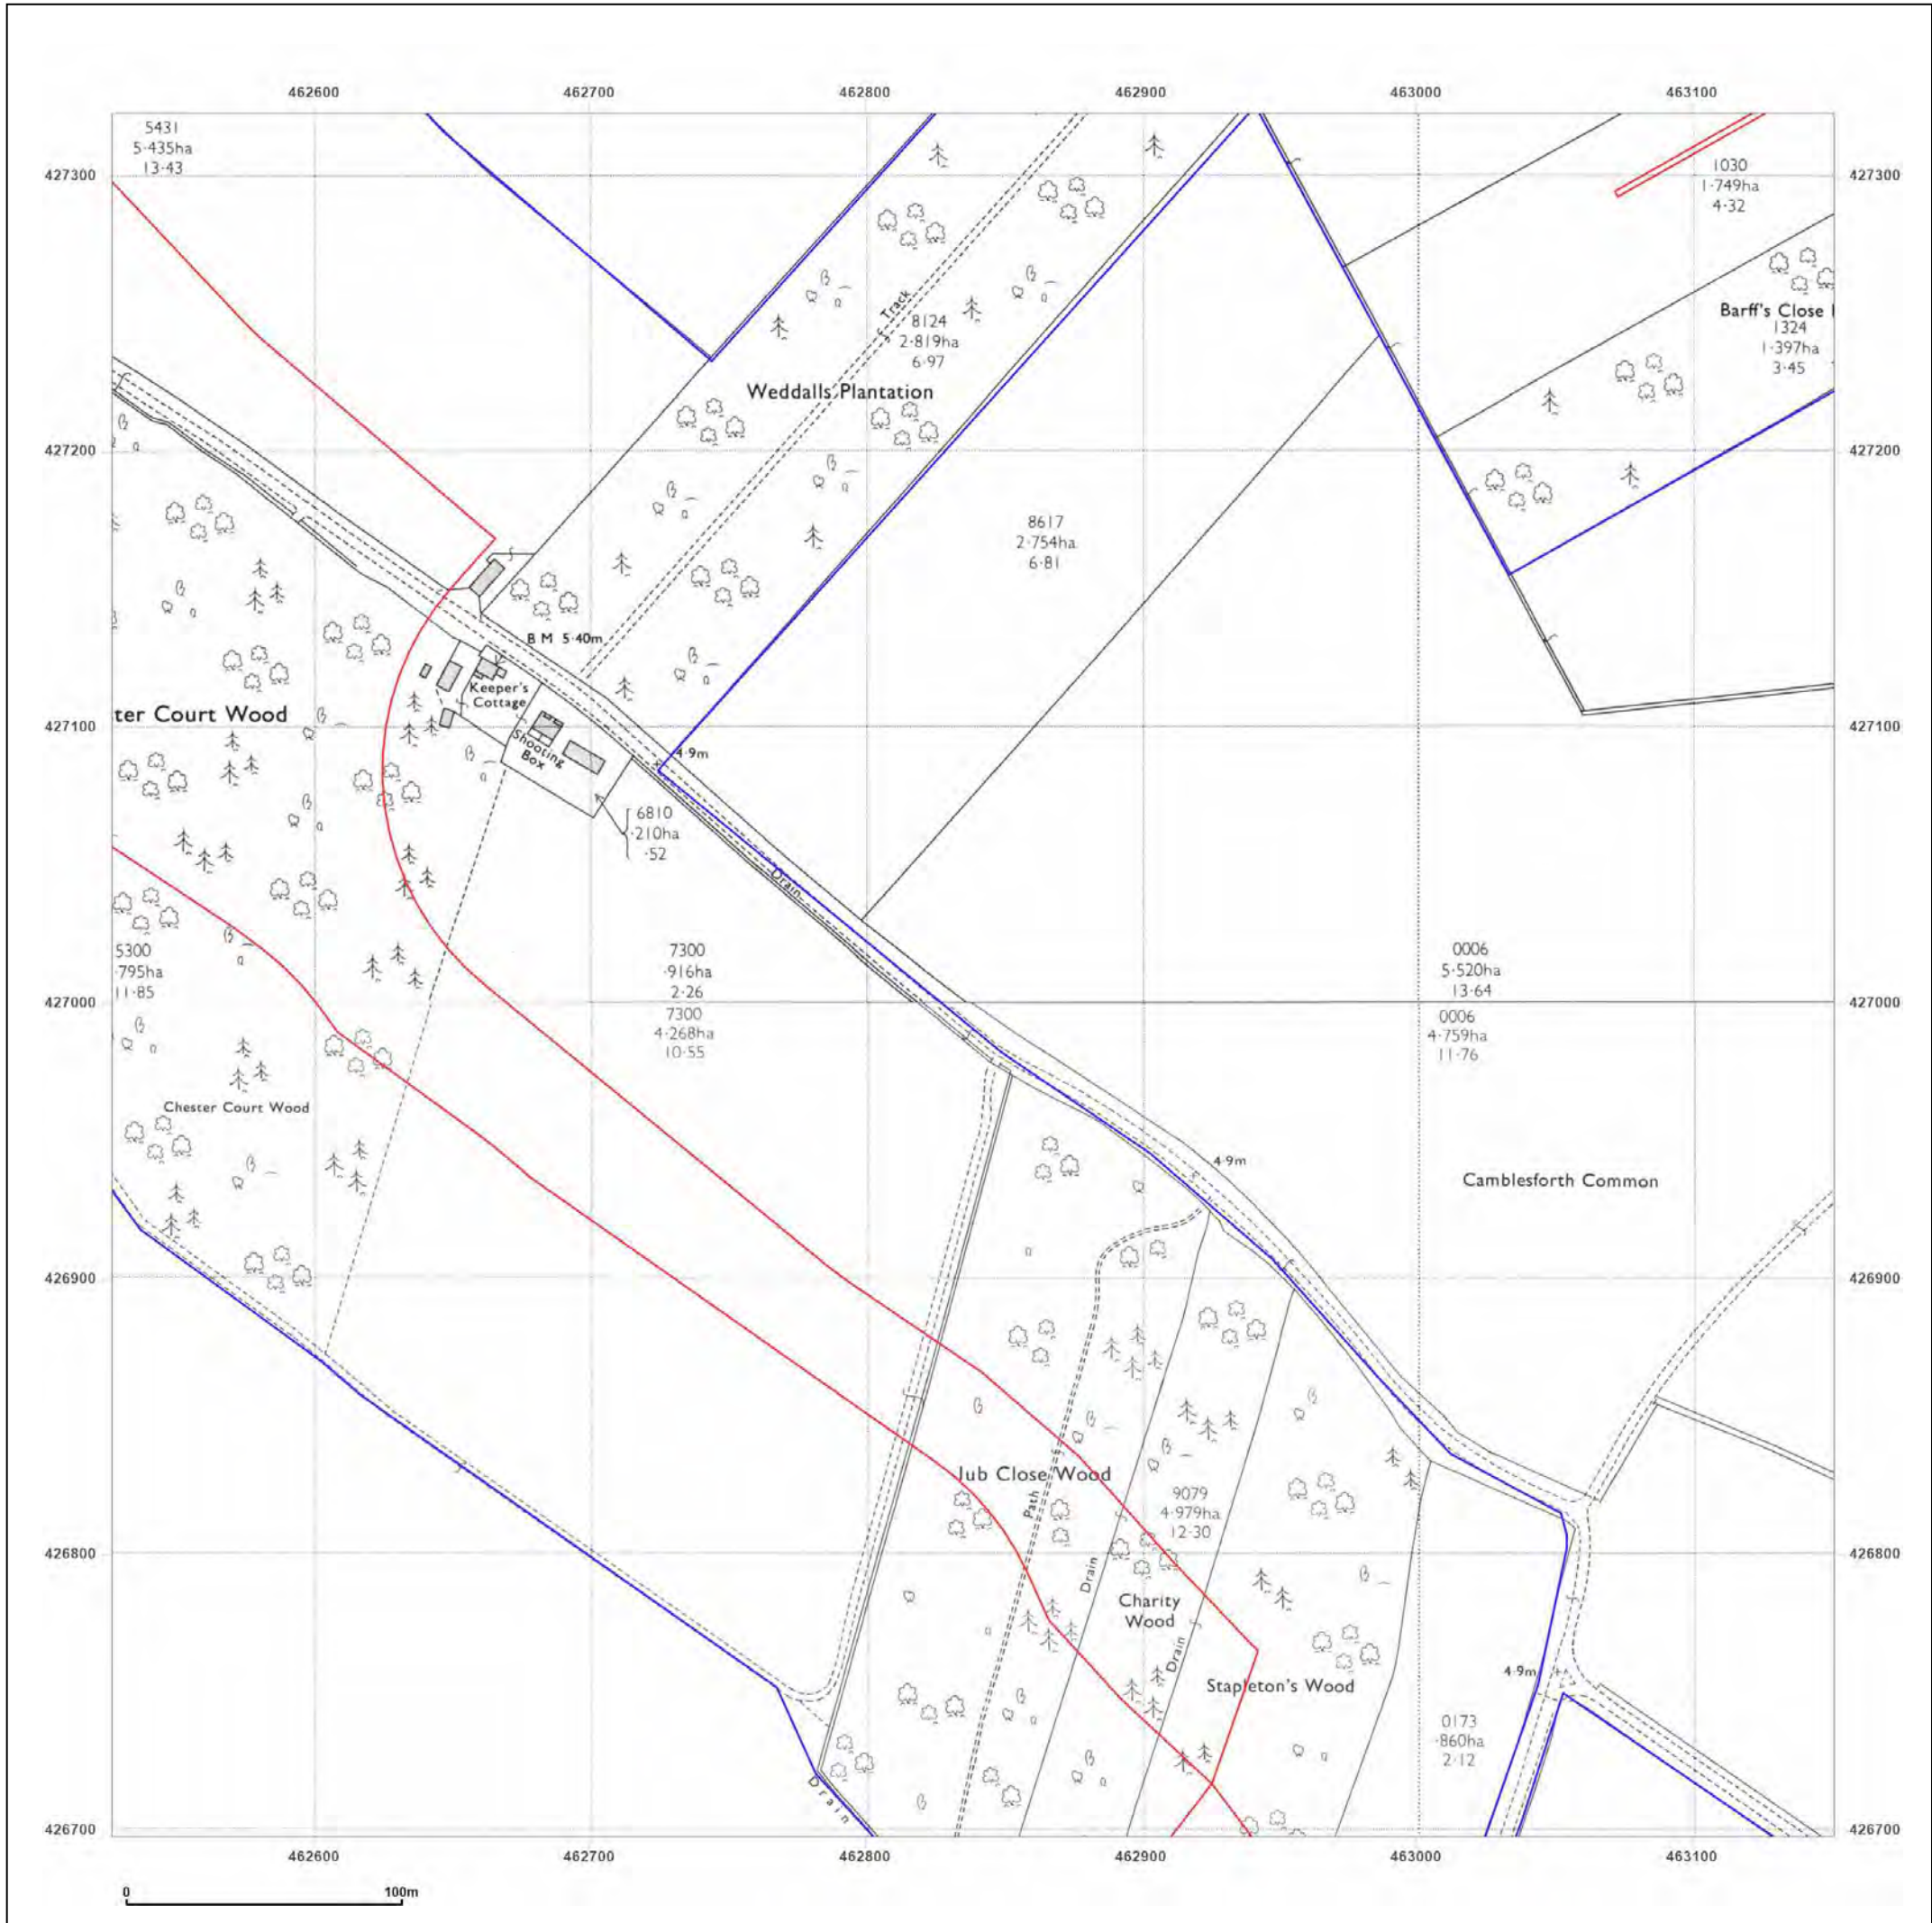 462600 462700 462800 462900 463000 463100
5431
5·435ha
13·43
427300
427300
1030
1·749ha
4·32
Track
8124
2·819ha
6·97
Barff's Close
1324
1·397ha
3·45
Weddalls Plantation
427200
427200
8617
2·754ha
6·81
B M 5·40m
Keeper's
Cottage
ter Court Wood
427100
427100
Shooting
Box
4·9m
6810
·210ha
·52
Drain
5300
·795ha
11·85
7300
·916ha
2·26
0006
5·520ha
13·64
427000
427000
7300
4·268ha
10·55
0006
4·759ha
11·76
Chester Court Wood
4·9m
Camblesforth Common
426900
426900
Jub Close Wood
Path
9079
4·979ha
12·30
426800
426800
Drain
Charity
Wood
Drain
Stapleton's Wood
4·9m
0173
·860ha
2·12
Drain
426700
426700
462600 462700 462800 462900 463000 463100
0 100m